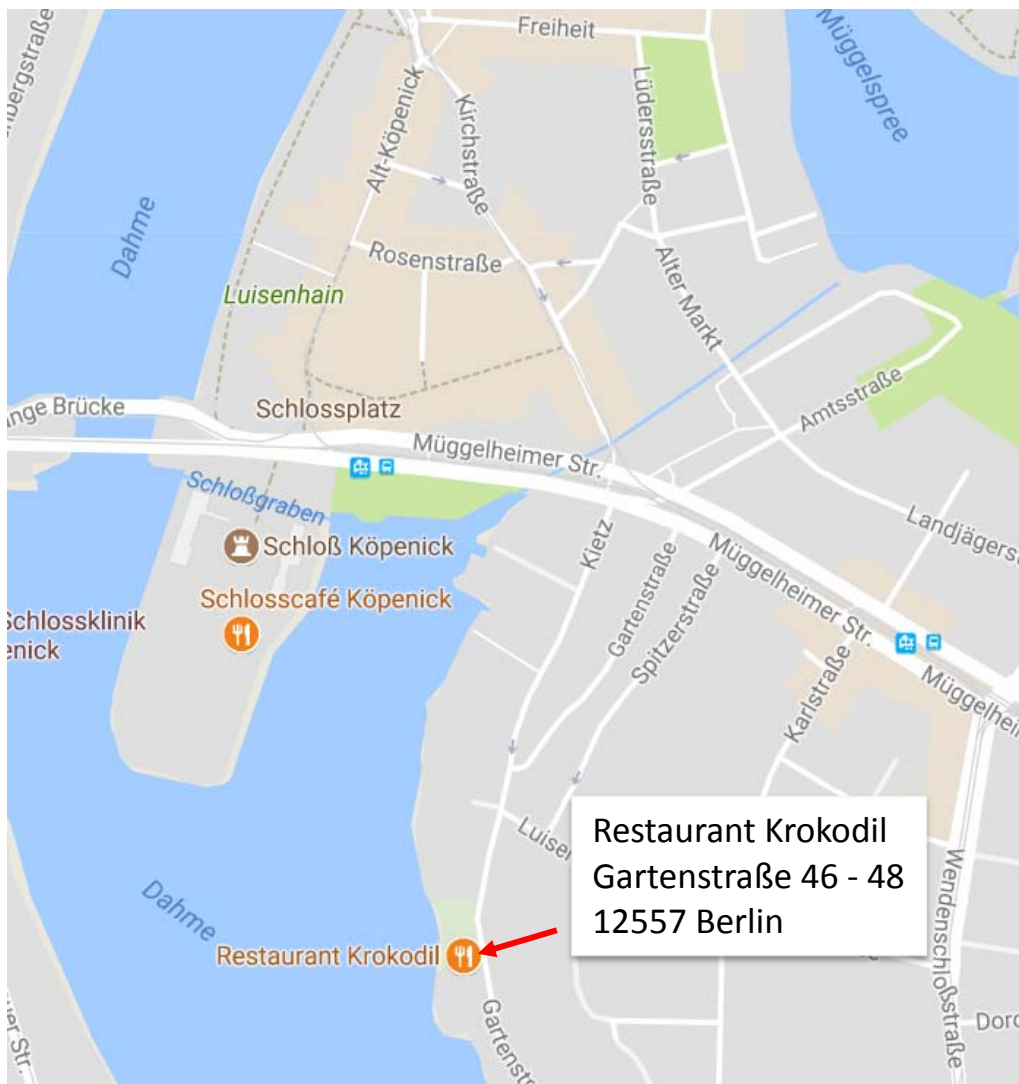 Freiheit
Müggelspree
Lüdersstraße
Kirchstraße
Alt-Köpenick
Dahme
Rosenstraße
Luisenhain
Alter Markt
Amtsstraße
Schlossplatz
Müggelheimer Str.
Schloßgraben
Landjägerst
Schloß Köpenick
Kietz
Müggelheimer Str.
Schlosscafé Köpenick
Gartenstraße
Spitzerstraße
Schlossklinik
Karlstraße
Restaurant Krokodil
Gartenstraße 46 - 48
12557 Berlin
Wendenschloßstraße
Dahme
Restaurant Krokodil